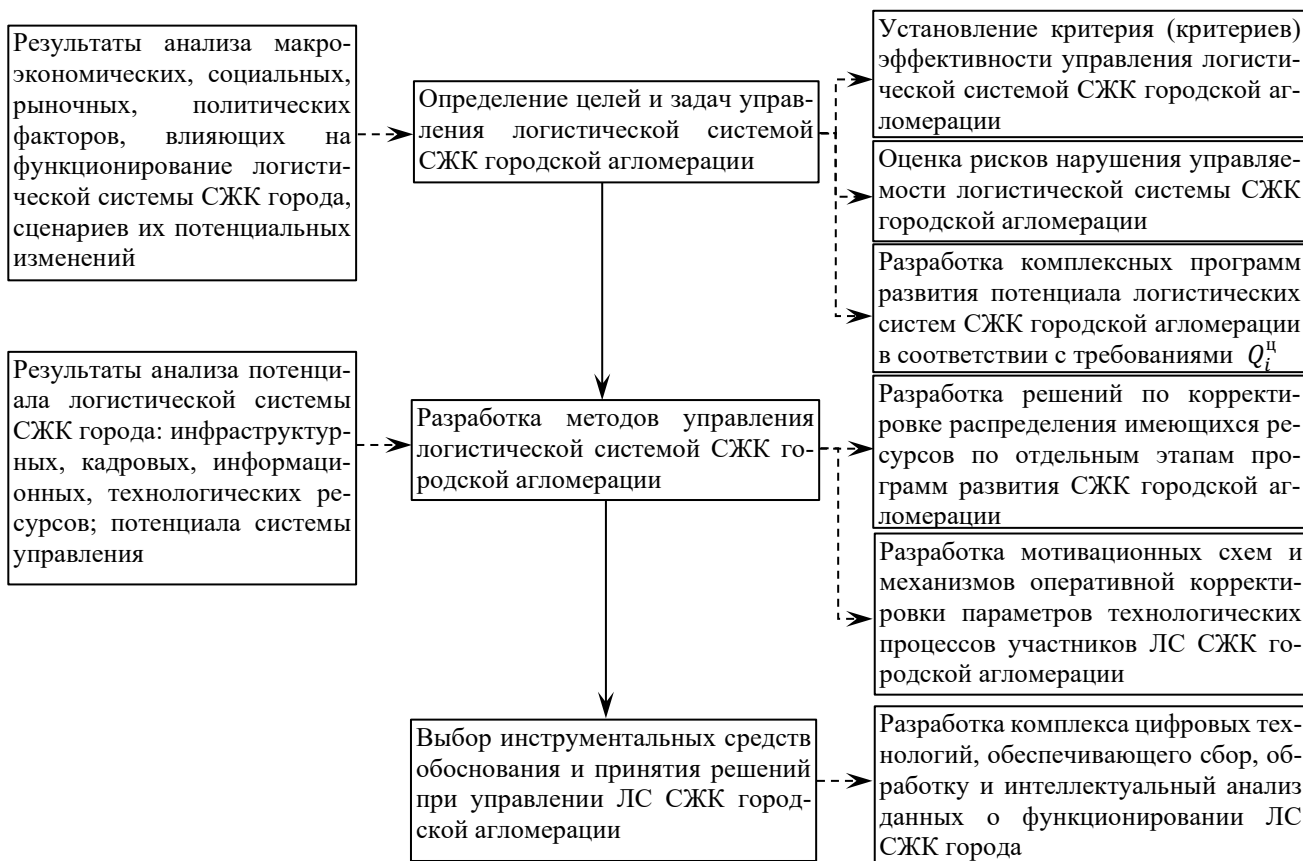 Результаты анализа макро-
экономических, социальных,
рыночных, политических
факторов, влияющих на
функционирование логисти-
ческой системы СЖК города,
сценариев их потенциальных
изменений
Результаты анализа потенци-
ала логистической системы
СЖК города: инфраструктур-
ных, кадровых, информаци-
онных, технологических ре-
сурсов; потенциала системы
управления
Определение целей и задач управ-
ления логистической системой
СЖК городской агломерации
Разработка методов управления
логистической системой СЖК го-
родской агломерации
Выбор инструментальных средств
обоснования и принятия решений
при управлении ЛС СЖК город-
ской агломерации
Установление критерия (критериев)
эффективности управления логисти-
ческой системой СЖК городской аг-
ломерации
Оценка рисков нарушения управляе-
мости логистической системы СЖК
городской агломерации
Разработка комплексных программ
развития потенциала логистических
систем СЖК городской агломерации
в соответствии с требованиями Q_i^ц
Разработка решений по корректи-
ровке распределения имеющихся ре-
сурсов по отдельным этапам про-
грамм развития СЖК городской аг-
ломерации
Разработка мотивационных схем и
механизмов оперативной корректи-
ровки параметров технологических
процессов участников ЛС СЖК го-
родской агломерации
Разработка комплекса цифровых тех-
нологий, обеспечивающего сбор, об-
работку и интеллектуальный анализ
данных о функционировании ЛС
СЖК города